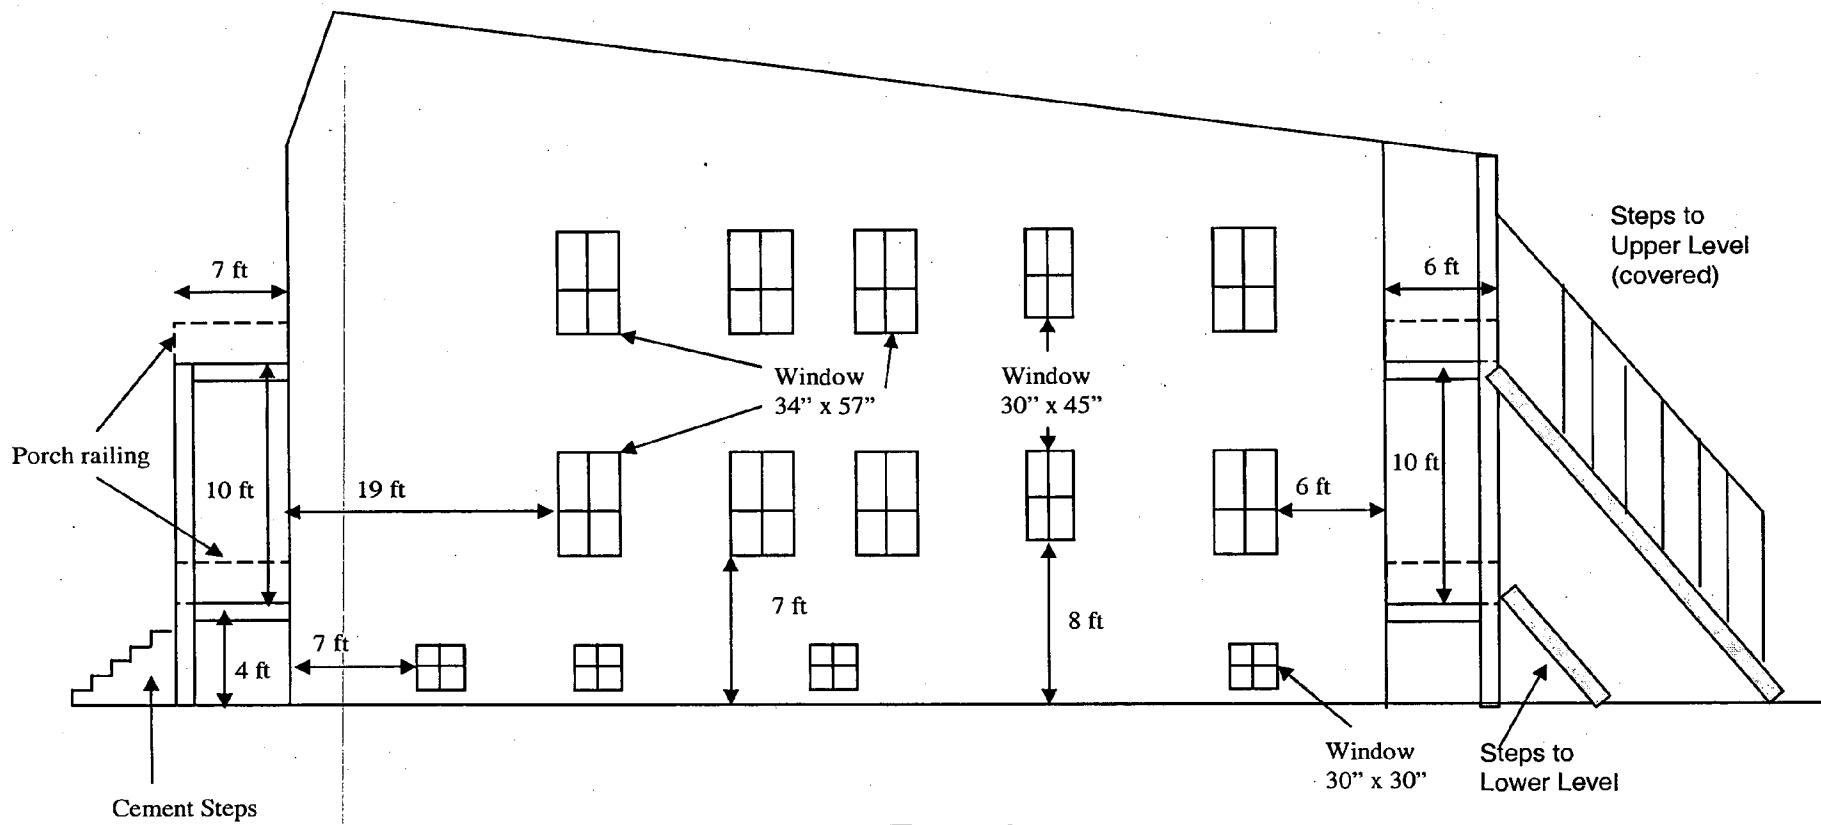 Steps to
Upper Level
(covered)
7 ft
6 ft
Window
34” x 57”
Window
30” x 45”
Porch railing
10 ft
19 ft
6 ft
10 ft
7 ft
8 ft
7 ft
4 ft
Window
30” x 30”
Steps to
Lower Level
Cement Steps